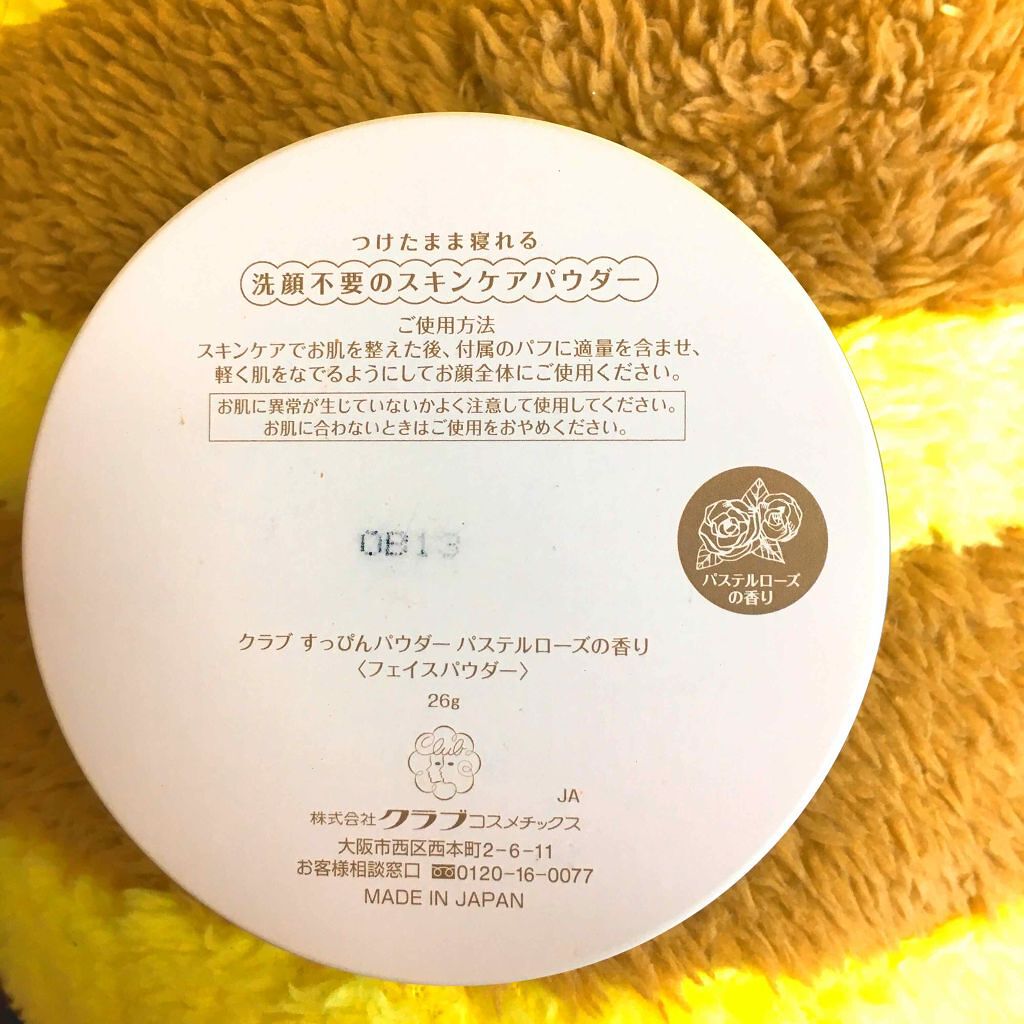 つけたまま寝れる
洗顔不要のスキンケアパウダー
ご使用方法
スキンケアでお肌を整えた後、付属のパフに適量を含ませ、
軽く肌をなでるようにしてお顔全体にご使用ください。
お肌に異常が生じていないかよく注意して使用してください。
お肌に合わないときはご使用をおやめください。
0B13
パステルローズ
の香り
クラブ すっぴんパウダー パステルローズの香り
〈フェイスパウダー〉
26g
Club
JA
株式会社クラブコスメチックス
大阪市西区西本町2-6-11
お客様相談窓口 0120-16-0077
MADE IN JAPAN